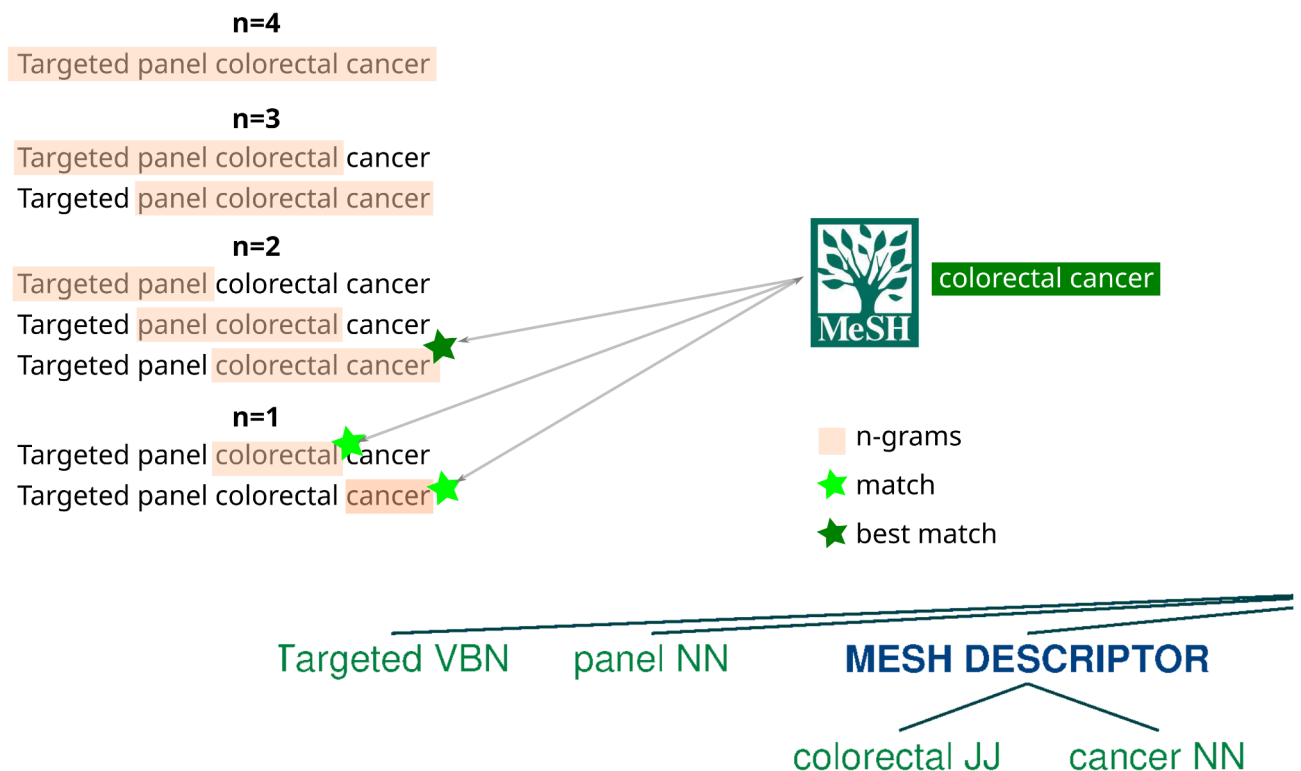 n=4
Targeted panel colorectal cancer
n=3
Targeted panel colorectal cancer
Targeted panel colorectal cancer
n=2
Targeted panel colorectal cancer
Targeted panel colorectal cancer
Targeted panel colorectal cancer
n=1
Targeted panel colorectal cancer
Targeted panel colorectal cancer
MeSH
colorectal cancer
n-grams
match
best match
Targeted VBN panel NN MESH DESCRIPTOR
colorectal JJ cancer NN